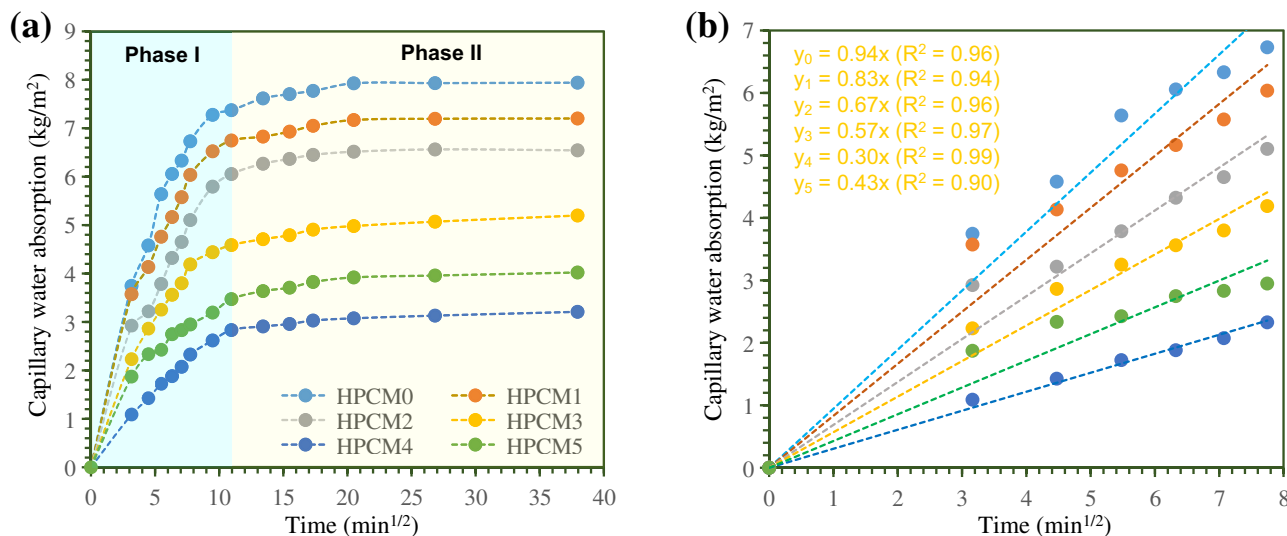 (a)
Capillary water absorption (kg/m²)
9
8
7
6
5
4
3
2
1
0
Phase I
Phase II
HPCM0
HPCM1
HPCM2
HPCM3
HPCM4
HPCM5
0 5 10 15 20 25 30 35 40
Time (min^1/2)
(b)
Capillary water absorption (kg/m²)
7
6
5
4
3
2
1
0
y₀ = 0.94x (R² = 0.96)
y₁ = 0.83x (R² = 0.94)
y₂ = 0.67x (R² = 0.96)
y₃ = 0.57x (R² = 0.97)
y₄ = 0.30x (R² = 0.99)
y₅ = 0.43x (R² = 0.90)
0 1 2 3 4 5 6 7 8
Time (min^1/2)